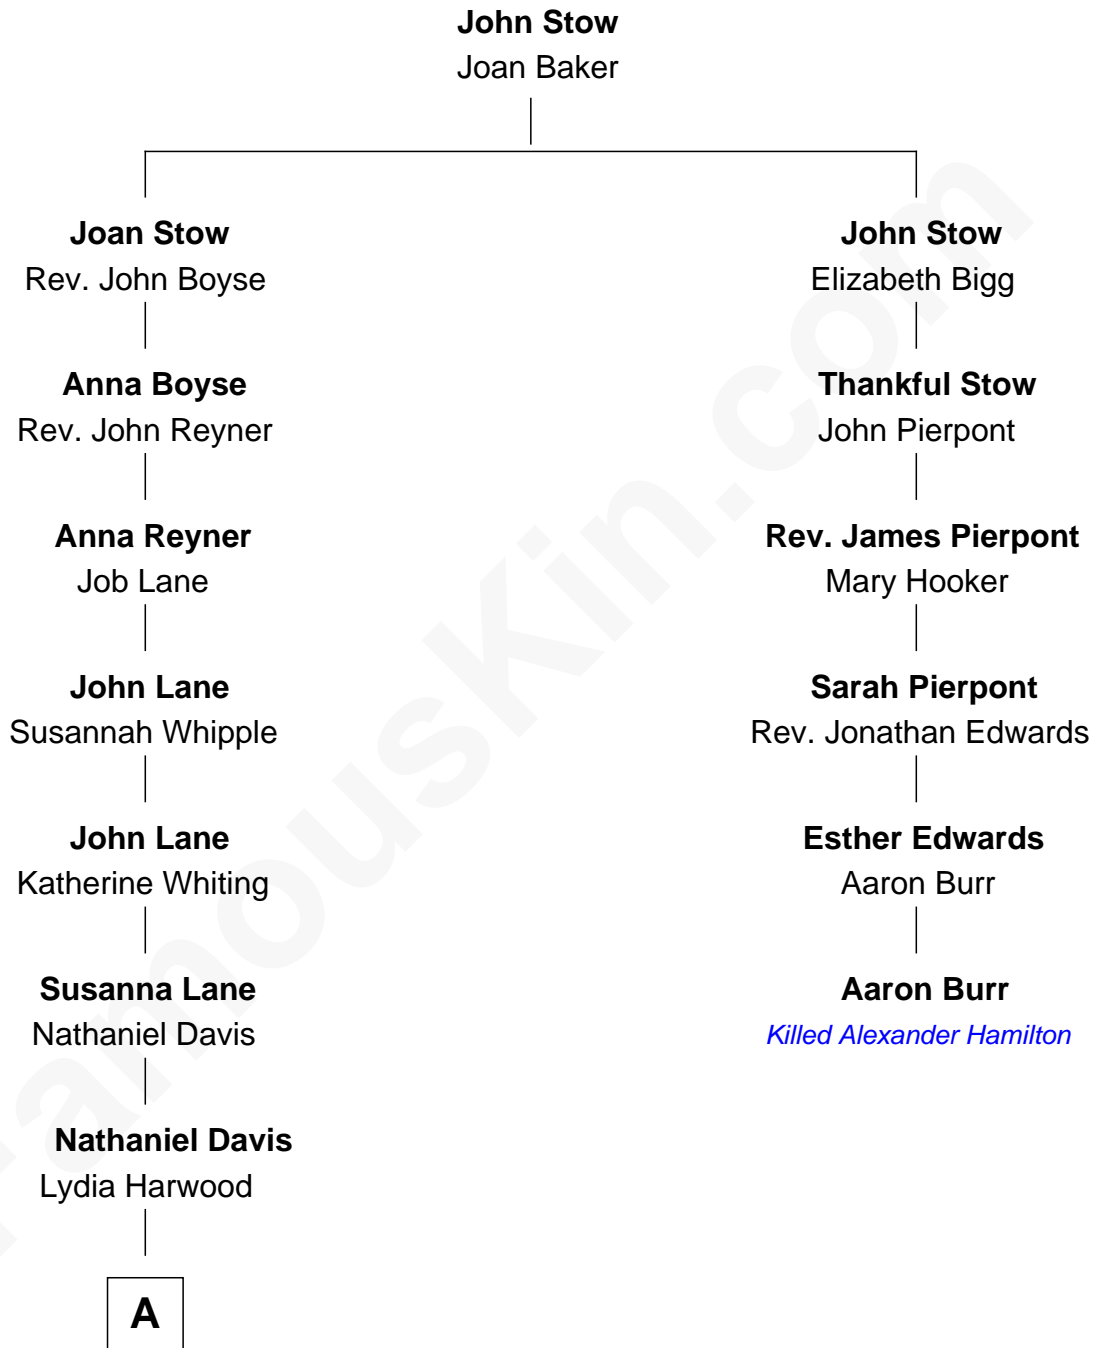 John Stow
Joan Baker
Joan Stow
Rev. John Boyse
John Stow
Elizabeth Bigg
Anna Boyse
Rev. John Reyner
Thankful Stow
John Pierpont
Anna Reyner
Job Lane
Rev. James Pierpont
Mary Hooker
John Lane
Susannah Whipple
Sarah Pierpont
Rev. Jonathan Edwards
John Lane
Katherine Whiting
Esther Edwards
Aaron Burr
Susanna Lane
Nathaniel Davis
Aaron Burr
Killed Alexander Hamilton
Nathaniel Davis
Lydia Harwood
A
FamousKin.com